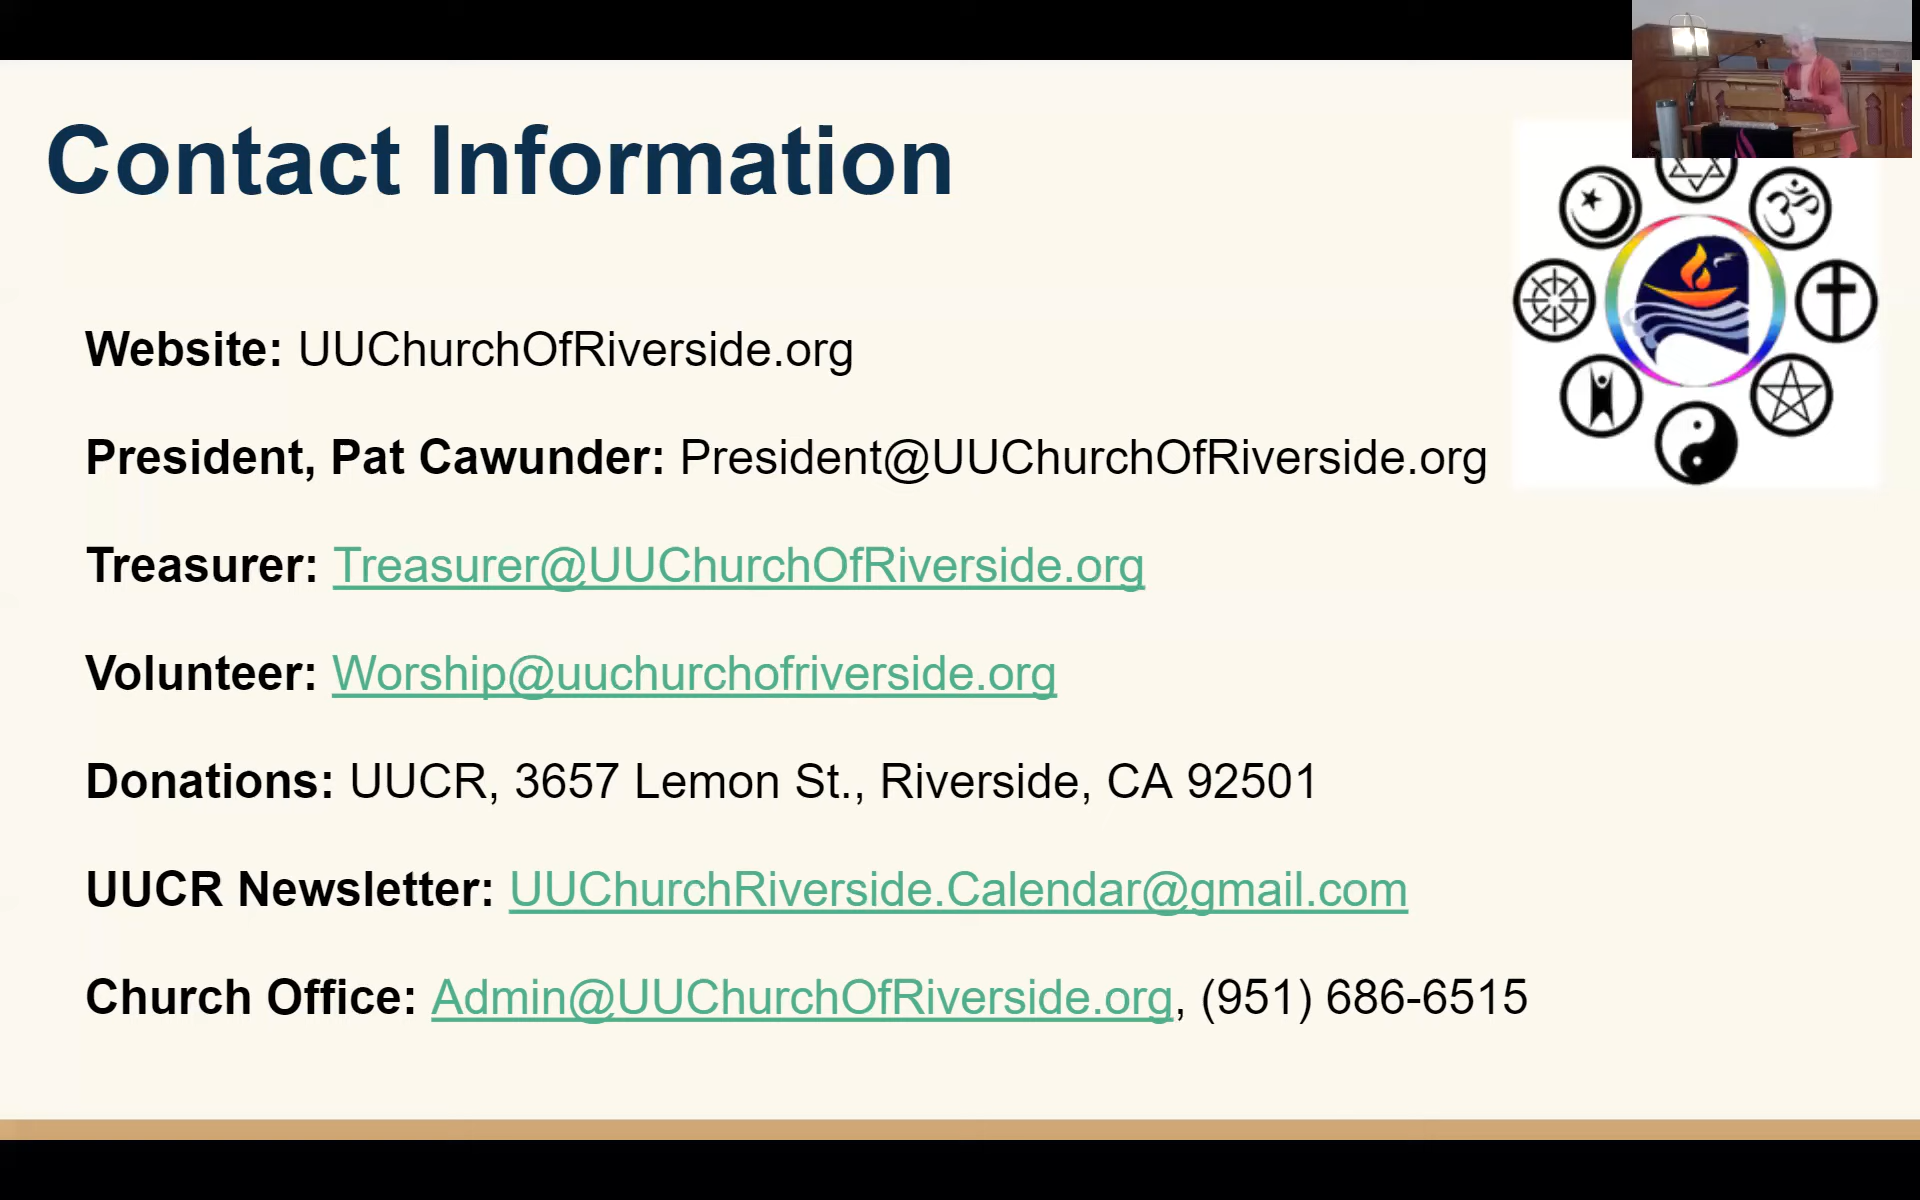 Contact Information
Website: UUChurchOfRiverside.org
President, Pat Cawunder: President@UUChurchOfRiverside.org
Treasurer: Treasurer@UUChurchOfRiverside.org
Volunteer: Worship@uuchurchofriverside.org
Donations: UUCR, 3657 Lemon St., Riverside, CA 92501
UUCR Newsletter: UUChurchRiverside.Calendar@gmail.com
Church Office: Admin@UUChurchOfRiverside.org, (951) 686-6515